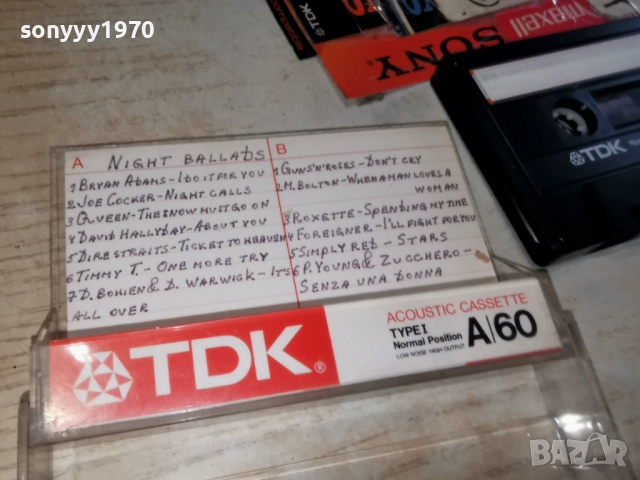 sonyyy1970
TDK
maxell
SONY
TDK
A NIGHT BALLADS
1 BRYAN ADAMS-I DO IT FOR YOU
2 JOE COCKER-NIGHT CALLS
3 QUEEN-THE SNOW MUST GO ON
4 DAVID HALLYDAY-ABOUT YOU
5 DIRE STRAITS-TICKET TO HEAVEN
6 TIMMY T.- ONE MORE TRY
7 D. BOHLEN & D. WARWICK-IT'S
ALL OVER
B
1 GUNS'N'ROSES-DON'T CRY
2 M. BOLTON-WHEN A MAN LOVES A
WOMAN
3 ROXETTE-SPENDING MY TIME
4 FOREIGNER-I'LL FIGHT FOR YOU
5 SIMPLY RED - STARS
6 P. YOUNG & ZUCCHERO-
SENZA UNA DONNA
TDK®
ACOUSTIC CASSETTE
TYPE I
Normal Position
LOW NOISE HIGH OUTPUT
A/60
BAZAR